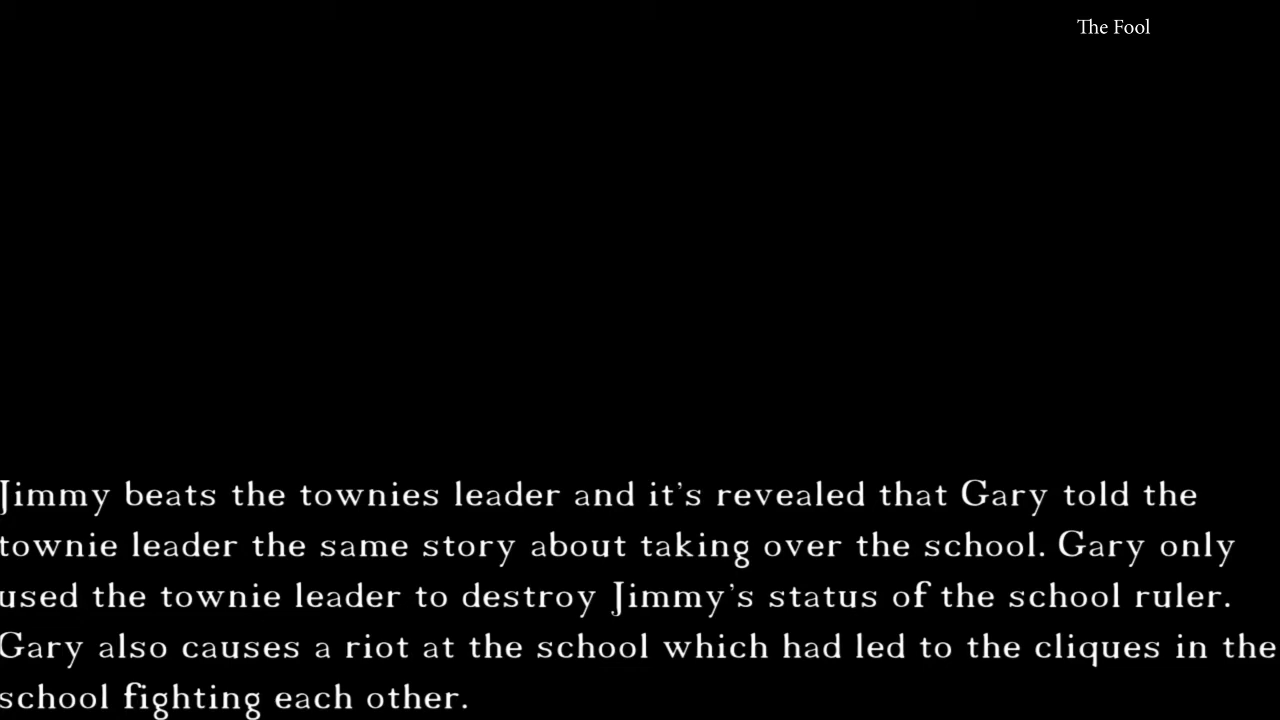 The Fool
Jimmy beats the townies leader and it's revealed that Gary told the
townie leader the same story about taking over the school. Gary only
used the townie leader to destroy Jimmy's status of the school ruler.
Gary also causes a riot at the school which had led to the cliques in the
school fighting each other.